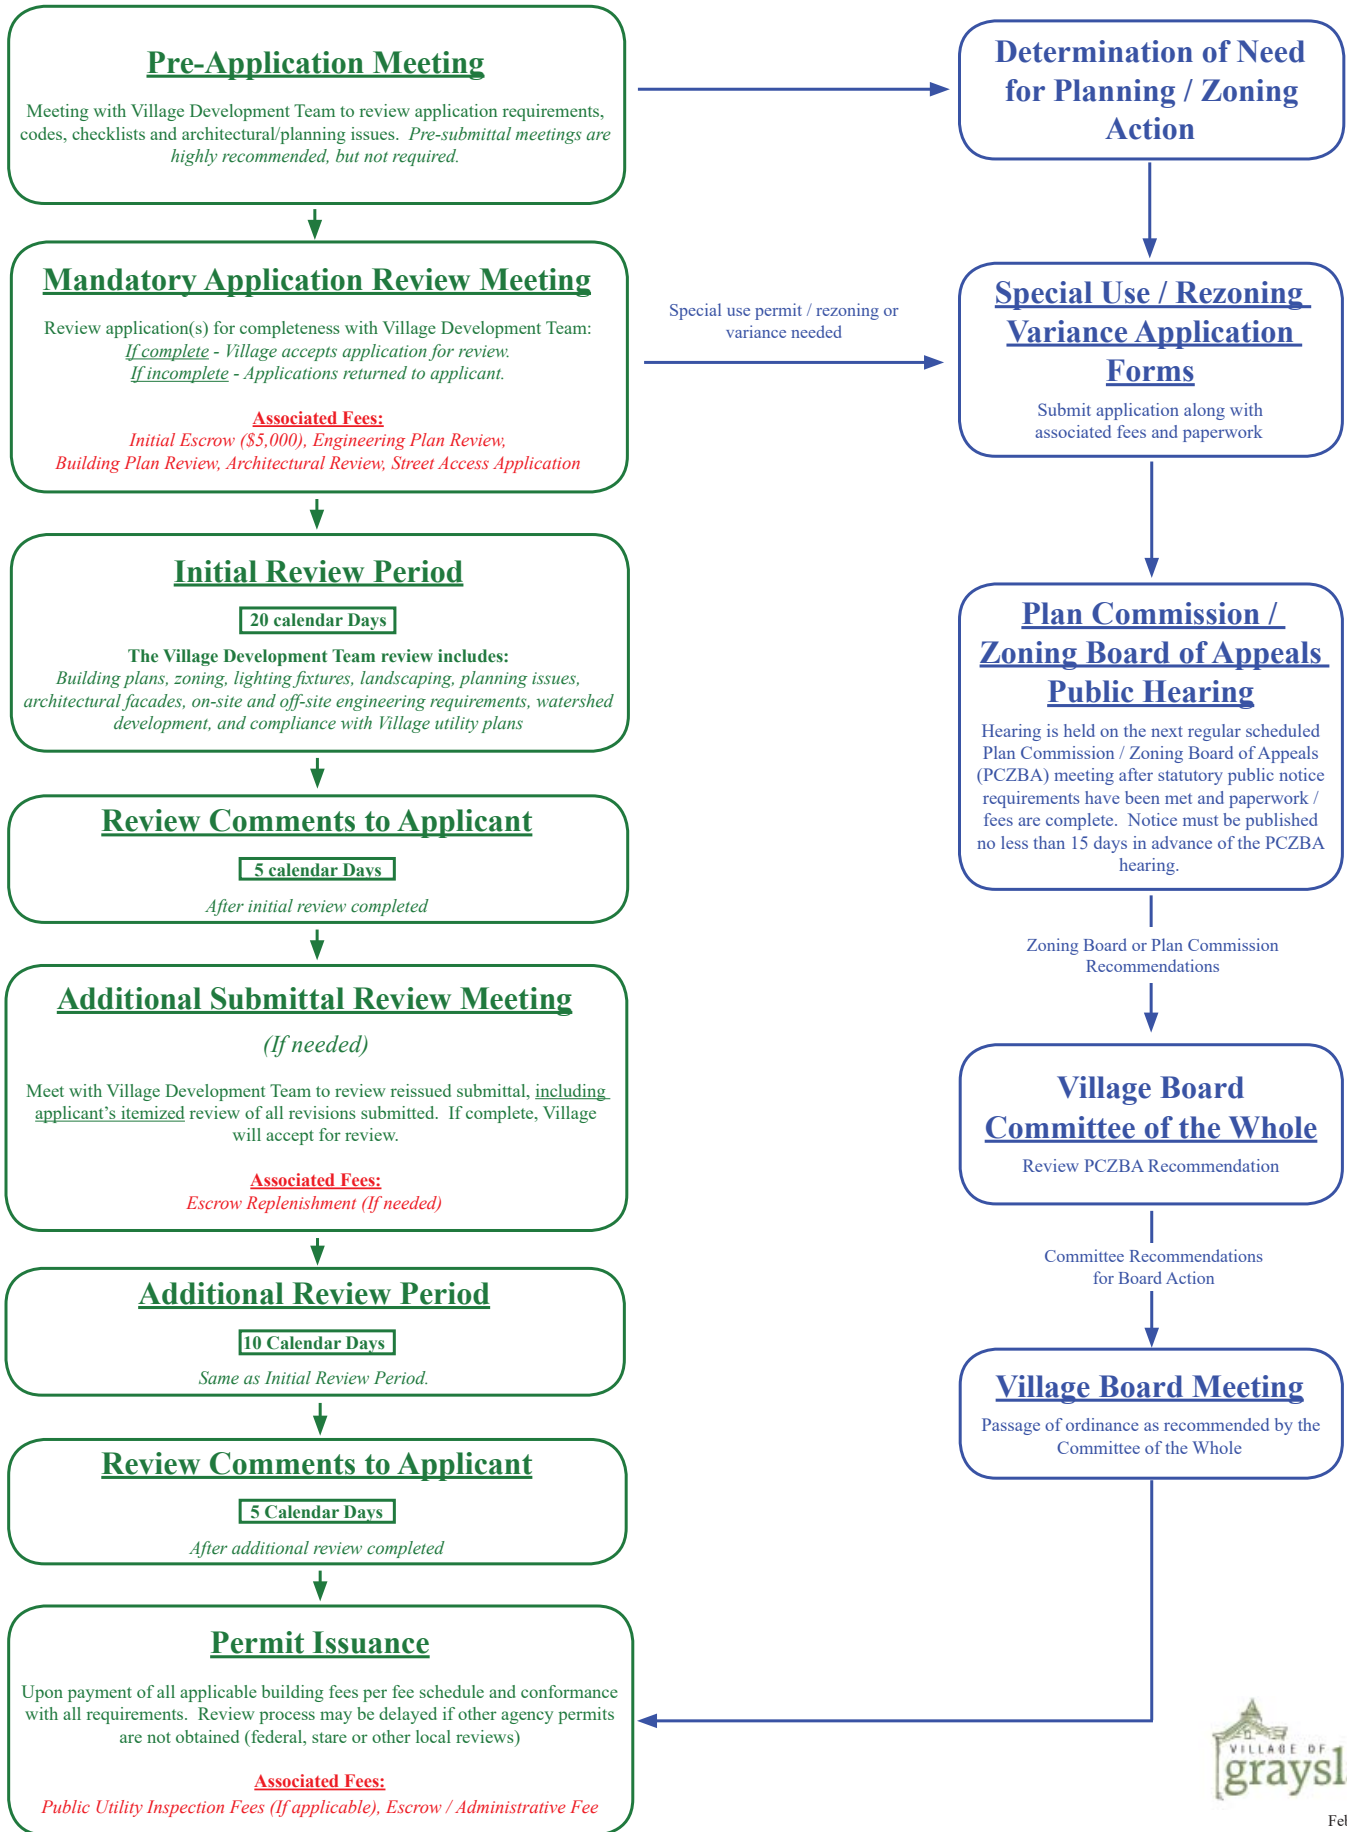 Pre-Application Meeting
Meeting with Village Development Team to review application requirements,
codes, checklists and architectural/planning issues.  Pre-submittal meetings are
highly recommended, but not required.
Mandatory Application Review Meeting
Review application(s) for completeness with Village Development Team:
If complete - Village accepts application for review.
If incomplete - Applications returned to applicant.
Associated Fees:
Initial Escrow ($5,000), Engineering Plan Review,
Building Plan Review, Architectural Review, Street Access Application
Initial Review Period
20 calendar Days
The Village Development Team review includes:
Building plans, zoning, lighting fixtures, landscaping, planning issues,
architectural facades, on-site and off-site engineering requirements, watershed
development, and compliance with Village utility plans
Review Comments to Applicant
5 calendar Days
After initial review completed
Additional Submittal Review Meeting
(If needed)
Meet with Village Development Team to review reissued submittal, including
applicant's itemized review of all revisions submitted.  If complete, Village
will accept for review.
Associated Fees:
Escrow Replenishment (If needed)
Additional Review Period
10 Calendar Days
Same as Initial Review Period.
Review Comments to Applicant
5 Calendar Days
After additional review completed
Permit Issuance
Upon payment of all applicable building fees per fee schedule and conformance
with all requirements.  Review process may be delayed if other agency permits
are not obtained (federal, stare or other local reviews)
Associated Fees:
Public Utility Inspection Fees (If applicable), Escrow / Administrative Fee
Special use permit / rezoning or
variance needed
Determination of Need
for Planning / Zoning
Action
Special Use / Rezoning
Variance Application
Forms
Submit application along with
associated fees and paperwork
Plan Commission /
Zoning Board of Appeals
Public Hearing
Hearing is held on the next regular scheduled
Plan Commission / Zoning Board of Appeals
(PCZBA) meeting after statutory public notice
requirements have been met and paperwork /
fees are complete.  Notice must be published
no less than 15 days in advance of the PCZBA
hearing.
Zoning Board or Plan Commission
Recommendations
Village Board
Committee of the Whole
Review PCZBA Recommendation
Committee Recommendations
for Board Action
Village Board Meeting
Passage of ordinance as recommended by the
Committee of the Whole
VILLAGE OF
graysl
Feb